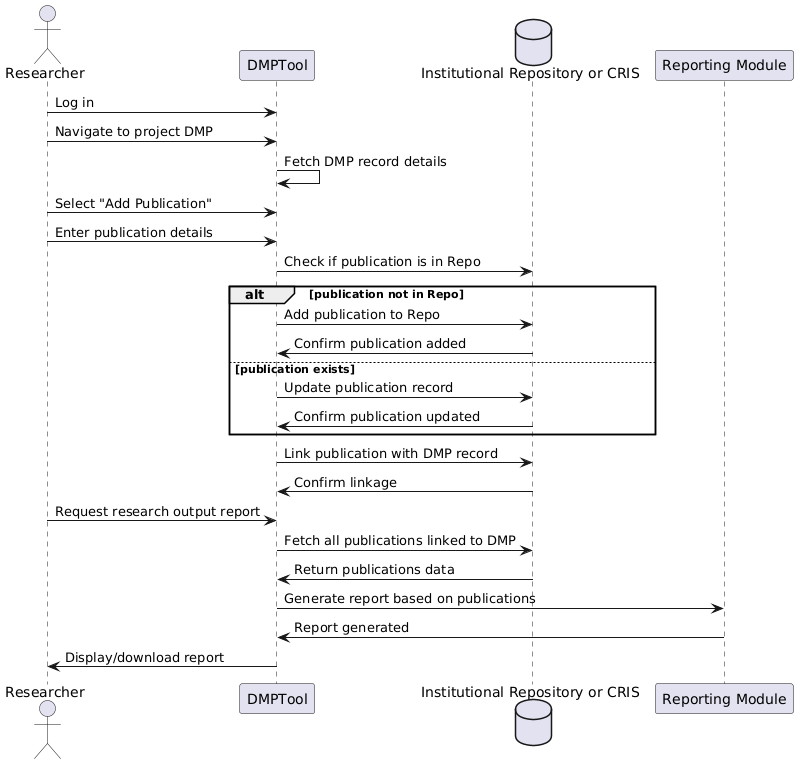 Researcher
DMPTool
Institutional Repository or CRIS
Reporting Module
Log in
Navigate to project DMP
Fetch DMP record details
Select "Add Publication"
Enter publication details
Check if publication is in Repo
alt [publication not in Repo]
Add publication to Repo
Confirm publication added
[publication exists]
Update publication record
Confirm publication updated
Link publication with DMP record
Confirm linkage
Request research output report
Fetch all publications linked to DMP
Return publications data
Generate report based on publications
Report generated
Display/download report
Researcher
DMPTool
Institutional Repository or CRIS
Reporting Module